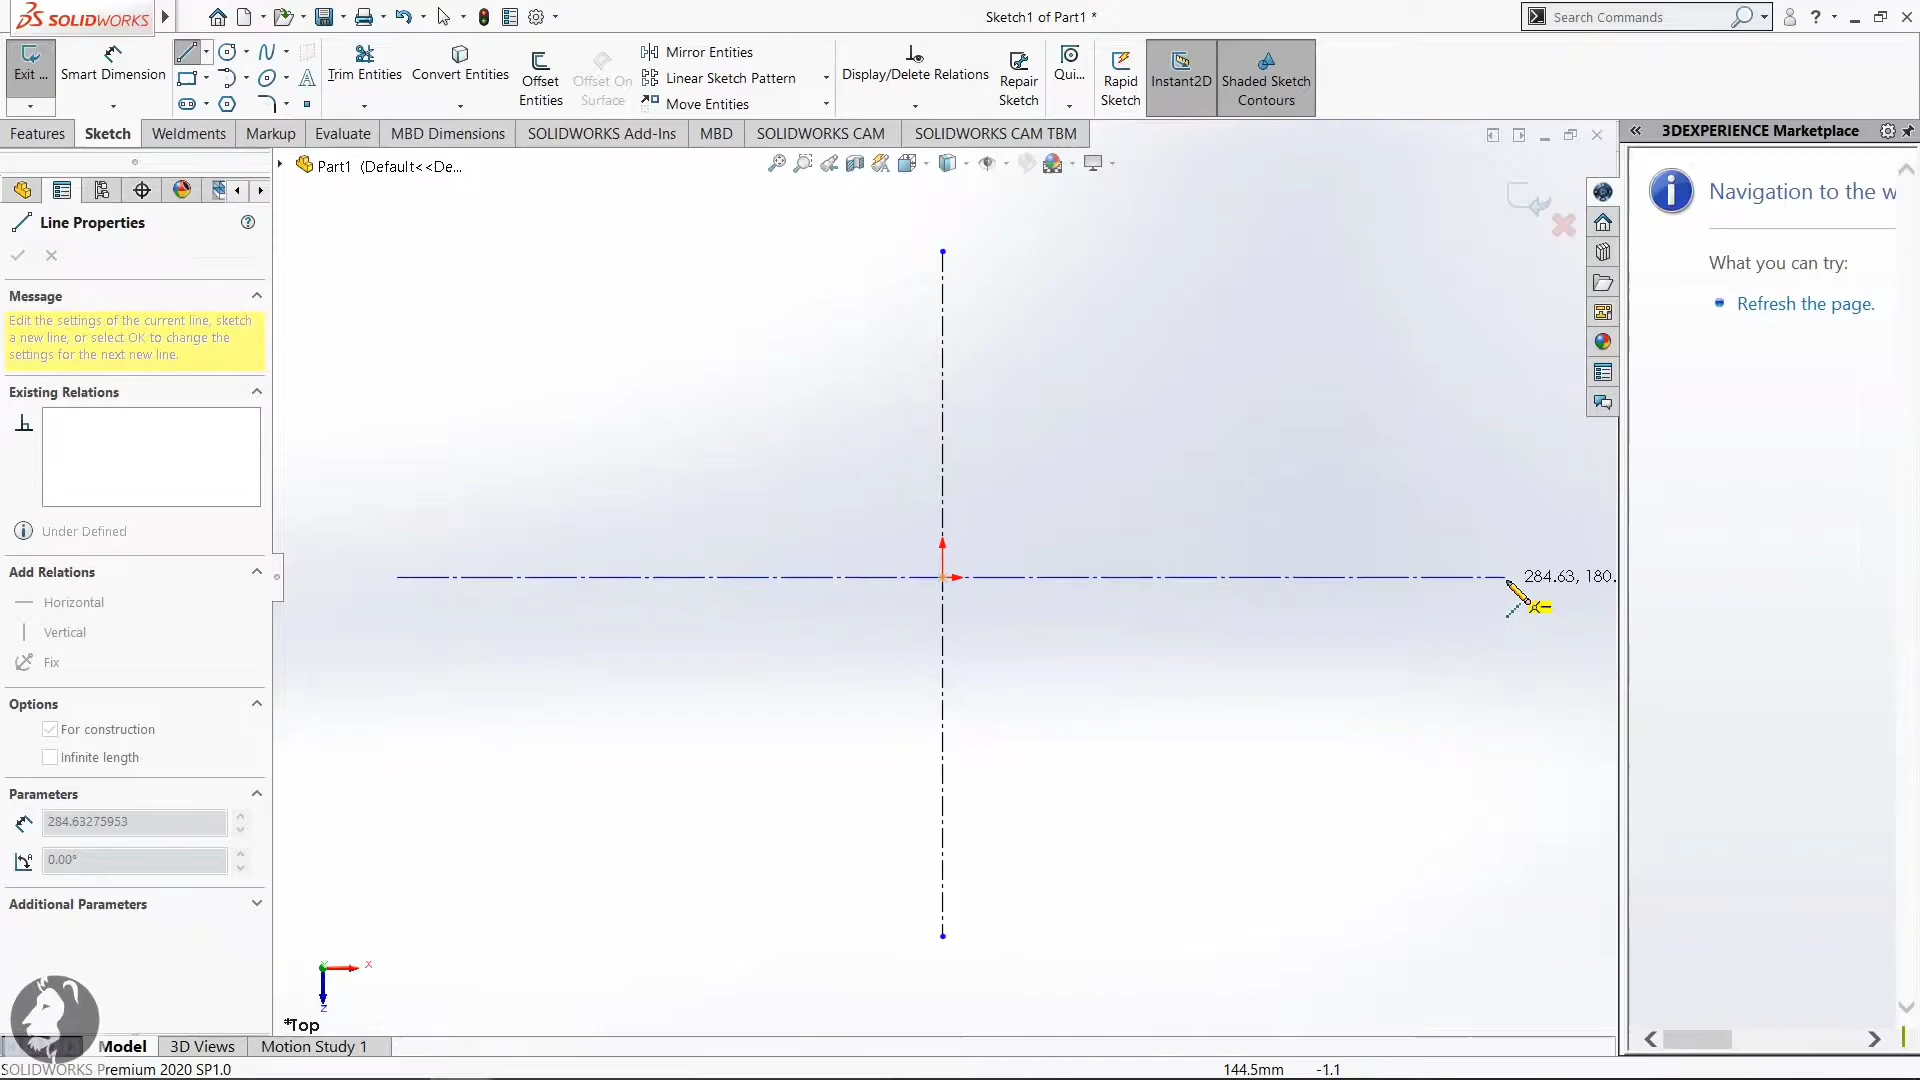 SOLIDWORKS
Sketch1 of Part1 *
Search Commands
Exit ...
Smart Dimension
Trim Entities
Convert Entities
Offset
Entities
Offset On
Surface
Mirror Entities
Linear Sketch Pattern
Move Entities
Display/Delete Relations
Repair
Sketch
Qui...
Rapid
Sketch
Instant2D
Shaded Sketch
Contours
Features
Sketch
Weldments
Markup
Evaluate
MBD Dimensions
SOLIDWORKS Add-Ins
MBD
SOLIDWORKS CAM
SOLIDWORKS CAM TBM
3DEXPERIENCE Marketplace
Part1 (Default<<De...
Line Properties
Message
Edit the settings of the current line, sketch
a new line, or select OK to change the
settings for the next new line.
Existing Relations
Under Defined
Add Relations
Horizontal
Vertical
Fix
Options
For construction
Infinite length
Parameters
284.63275953
0.00°
Additional Parameters
284.63, 180.
Navigation to the w
What you can try:
Refresh the page.
X
Z
*Top
Model
3D Views
Motion Study 1
SOLIDWORKS Premium 2020 SP1.0
144.5mm
-1.1